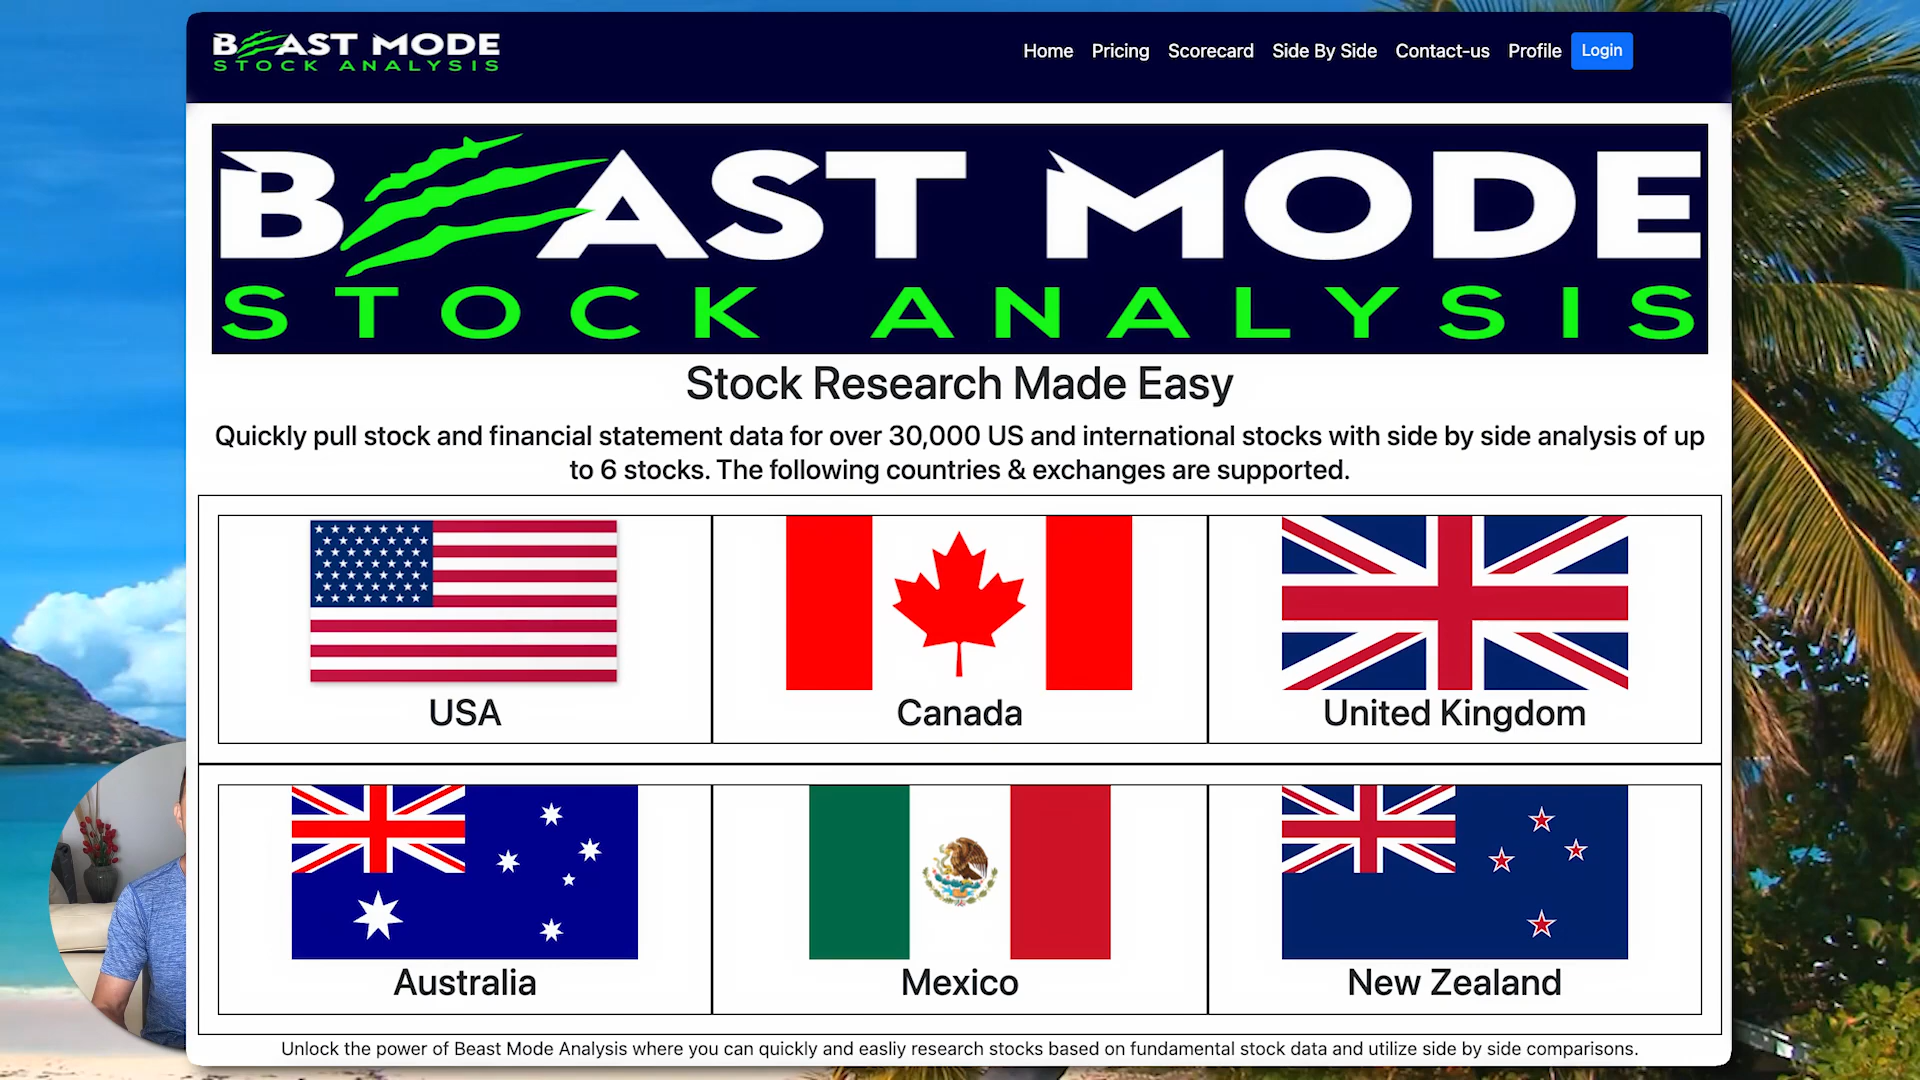 BEAST MODE
STOCK ANALYSIS
Home Pricing Scorecard Side By Side Contact-us Profile Login
BEAST MODE
STOCK ANALYSIS
Stock Research Made Easy
Quickly pull stock and financial statement data for over 30,000 US and international stocks with side by side analysis of up
to 6 stocks. The following countries & exchanges are supported.
USA Canada United Kingdom
Australia Mexico New Zealand
Unlock the power of Beast Mode Analysis where you can quickly and easliy research stocks based on fundamental stock data and utilize side by side comparisons.